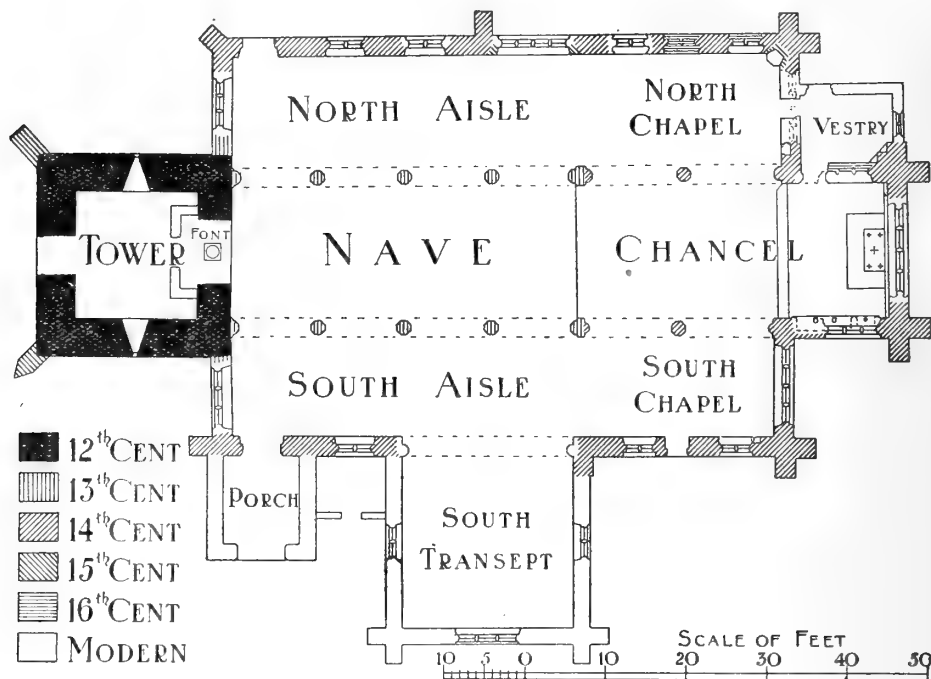 NORTH AISLE
NORTH
CHAPEL
VESTRY
TOWER
FONT
NAVE
CHANCEL
SOUTH AISLE
SOUTH
CHAPEL
PORCH
SOUTH
TRANSEPT
12th CENT
13th CENT
14th CENT
15th CENT
16th CENT
MODERN
SCALE OF FEET
10 5 0 10 20 30 40 50